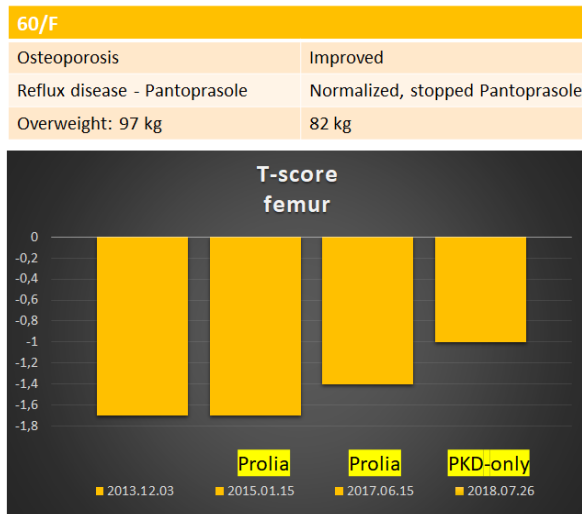 60/F
Osteoporosis Improved
Reflux disease - Pantoprasole Normalized, stopped Pantoprasole
Overweight: 97 kg 82 kg
T-score
femur
0
-0,2
-0,4
-0,6
-0,8
-1
-1,2
-1,4
-1,6
-1,8
Prolia Prolia PKD-only
2013.12.03 2015.01.15 2017.06.15 2018.07.26